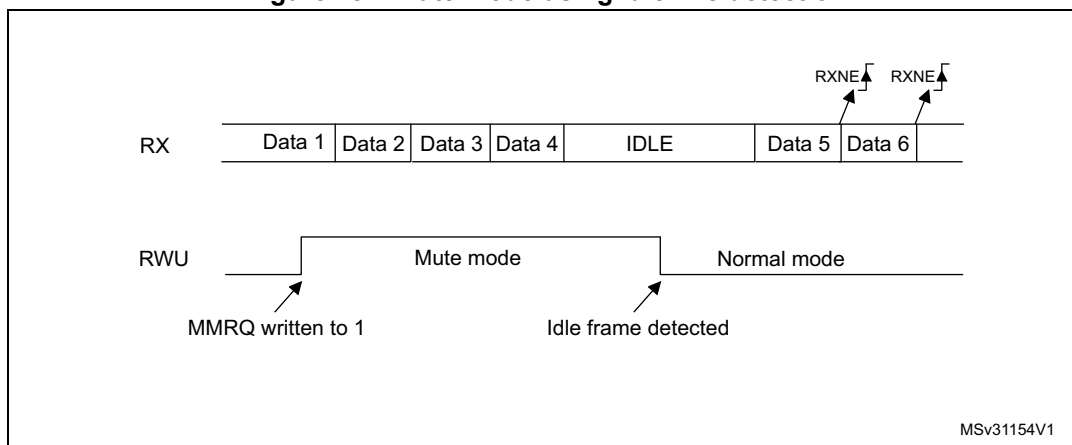 RXNE RXNE
RX Data 1 Data 2 Data 3 Data 4 IDLE Data 5 Data 6
RWU Mute mode Normal mode
MMRQ written to 1 Idle frame detected
MSv31154V1